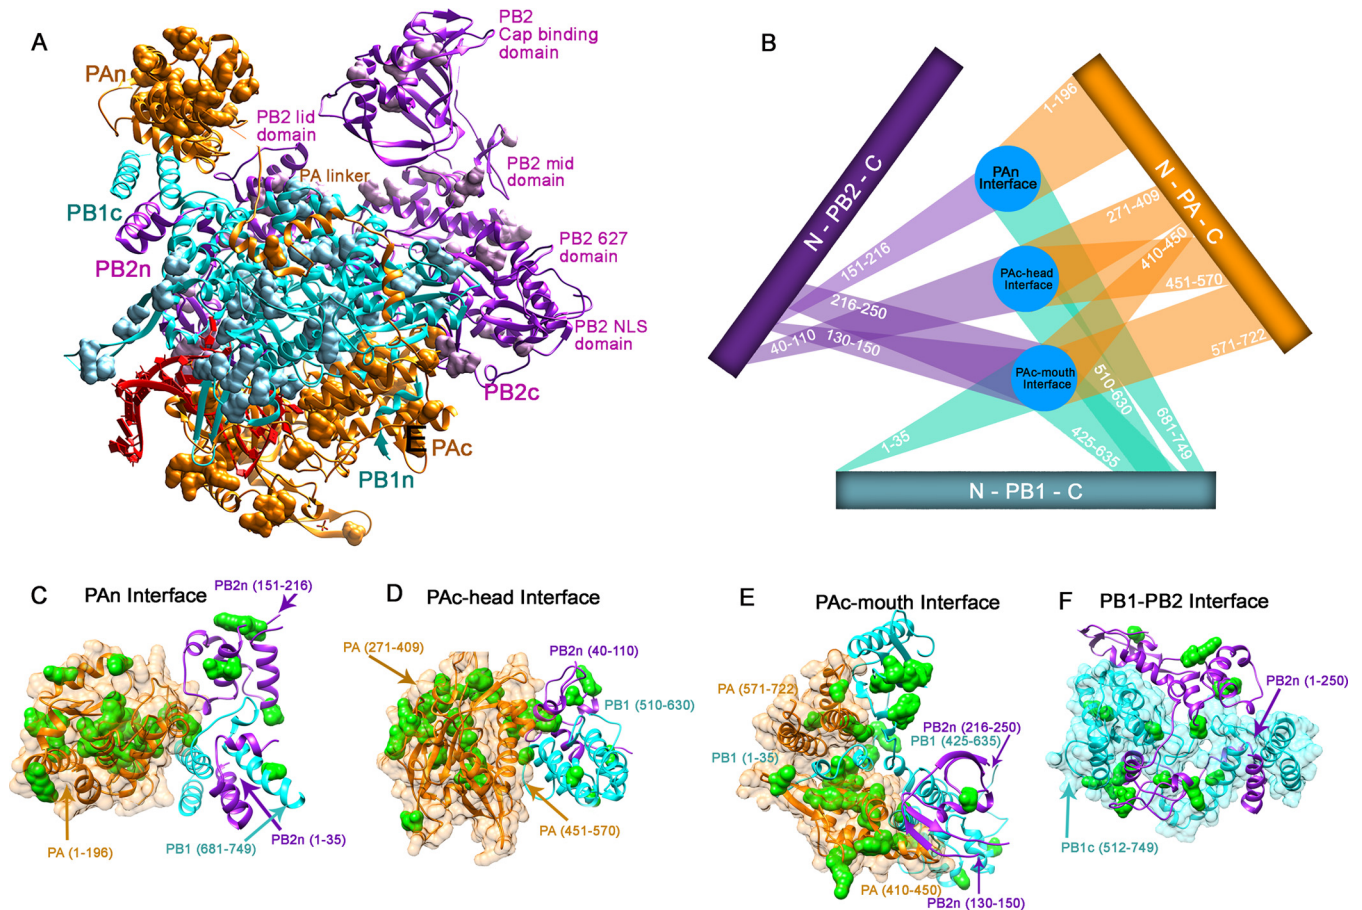 A
PAn
PB2
Cap binding
domain
PB2 lid
domain
PA linker
PB2 mid
domain
PB1c
PB2n
PB2 627
domain
PB2 NLS
domain
PB2c
E
PAc
PB1n
B
N - PB2 - C
N - PA - C
N - PB1 - C
PAn
Interface
PAc-head
Interface
PAc-mouth
Interface
1-196
271-409
410-450
451-570
571-722
151-216
216-250
40-110
130-150
1-35
510-630
425-635
681-749
C
PAn Interface
PB2n (151-216)
PA (1-196)
PB1 (681-749)
PB2n (1-35)
D
PAc-head Interface
PA (271-409)
PB2n (40-110)
PB1 (510-630)
PA (451-570)
E
PAc-mouth Interface
PA (571-722)
PB1 (1-35)
PB2n (216-250)
PB1 (425-635)
PA (410-450)
PB2n (130-150)
F
PB1-PB2 Interface
PB2n (1-250)
PB1c (512-749)